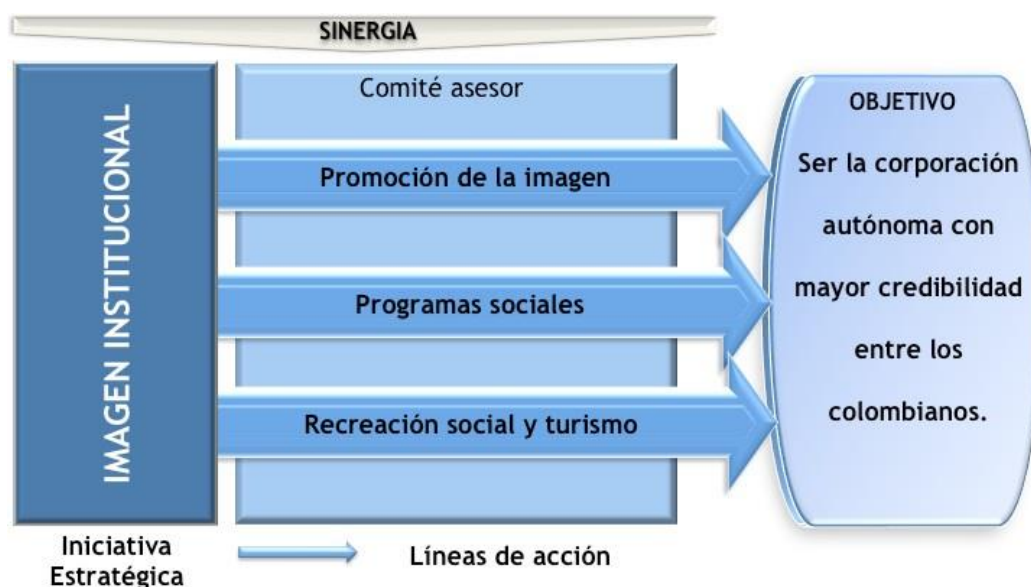 SINERGIA
IMAGEN INSTITUCIONAL
Comité asesor
Promoción de la imagen
Programas sociales
Recreación social y turismo
OBJETIVO
Ser la corporación
autónoma con
mayor credibilidad
entre los
colombianos.
Iniciativa
Estratégica
Líneas de acción